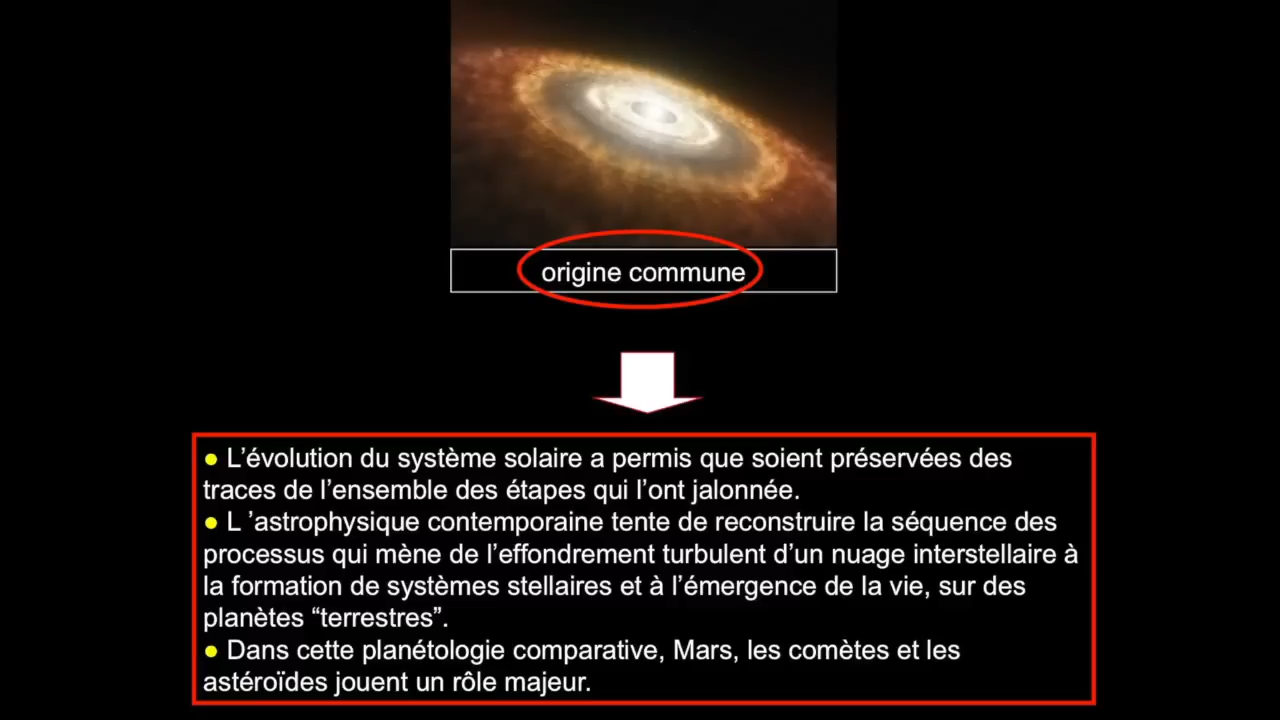 origine commune
● L’évolution du système solaire a permis que soient préservées des
traces de l’ensemble des étapes qui l’ont jalonnée.
● L ’astrophysique contemporaine tente de reconstruire la séquence des
processus qui mène de l’effondrement turbulent d’un nuage interstellaire à
la formation de systèmes stellaires et à l’émergence de la vie, sur des
planètes “terrestres”.
● Dans cette planétologie comparative, Mars, les comètes et les
astéroïdes jouent un rôle majeur.